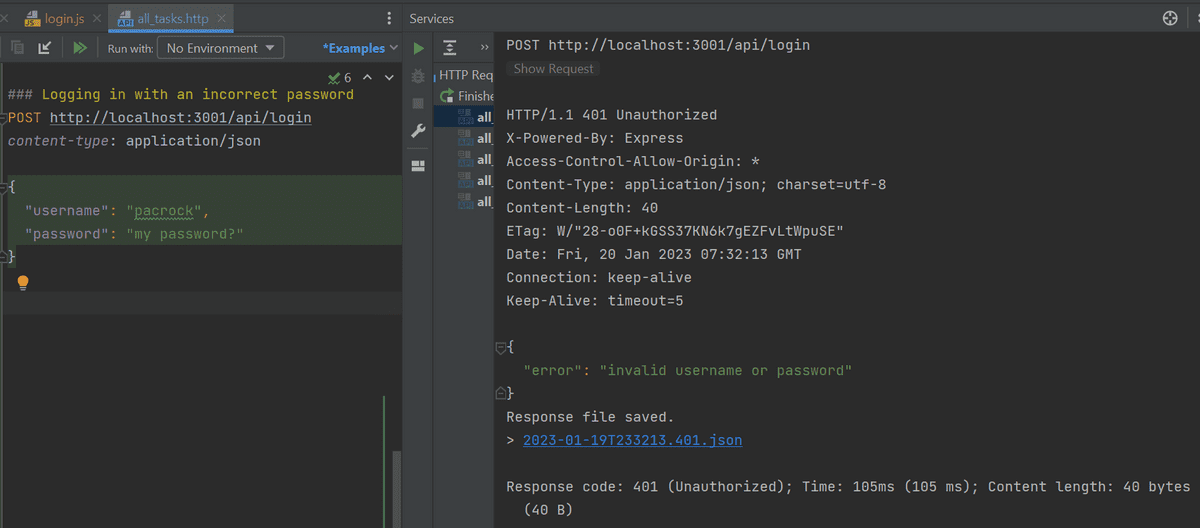 login.js
all_tasks.http
Services
Run with:
No Environment
*Examples
6
### Logging in with an incorrect password
POST http://localhost:3001/api/login
content-type: application/json
{
"username": "pacrock",
"password": "my password?"
}
HTTP Req
Finishe
all_
all_
all_
all_
all_
POST http://localhost:3001/api/login
Show Request
HTTP/1.1 401 Unauthorized
X-Powered-By: Express
Access-Control-Allow-Origin: *
Content-Type: application/json; charset=utf-8
Content-Length: 40
ETag: W/"28-o0F+kGSS37KN6k7gEZFvLtWpuSE"
Date: Fri, 20 Jan 2023 07:32:13 GMT
Connection: keep-alive
Keep-Alive: timeout=5
{
"error": "invalid username or password"
}
Response file saved.
> 2023-01-19T233213.401.json
Response code: 401 (Unauthorized); Time: 105ms (105 ms); Content length: 40 bytes
(40 B)